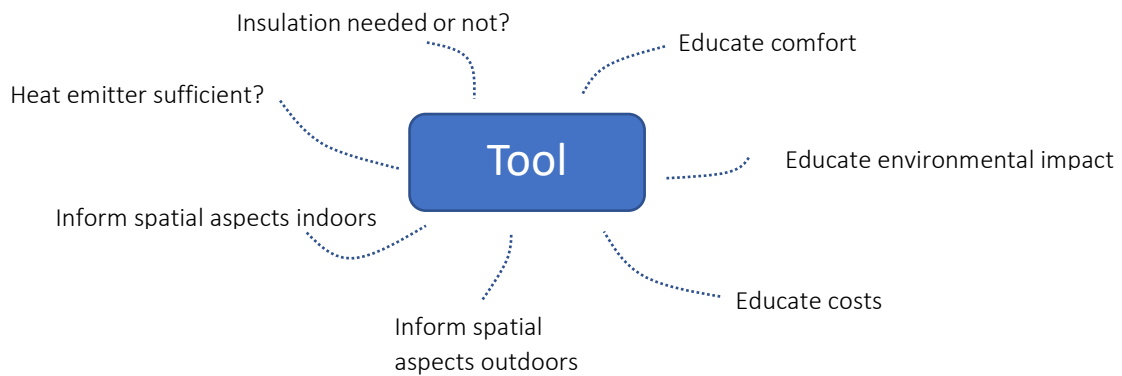 Insulation needed or not?
Educate comfort
Heat emitter sufficient?
Tool
Educate environmental impact
Inform spatial aspects indoors
Educate costs
Inform spatial
aspects outdoors